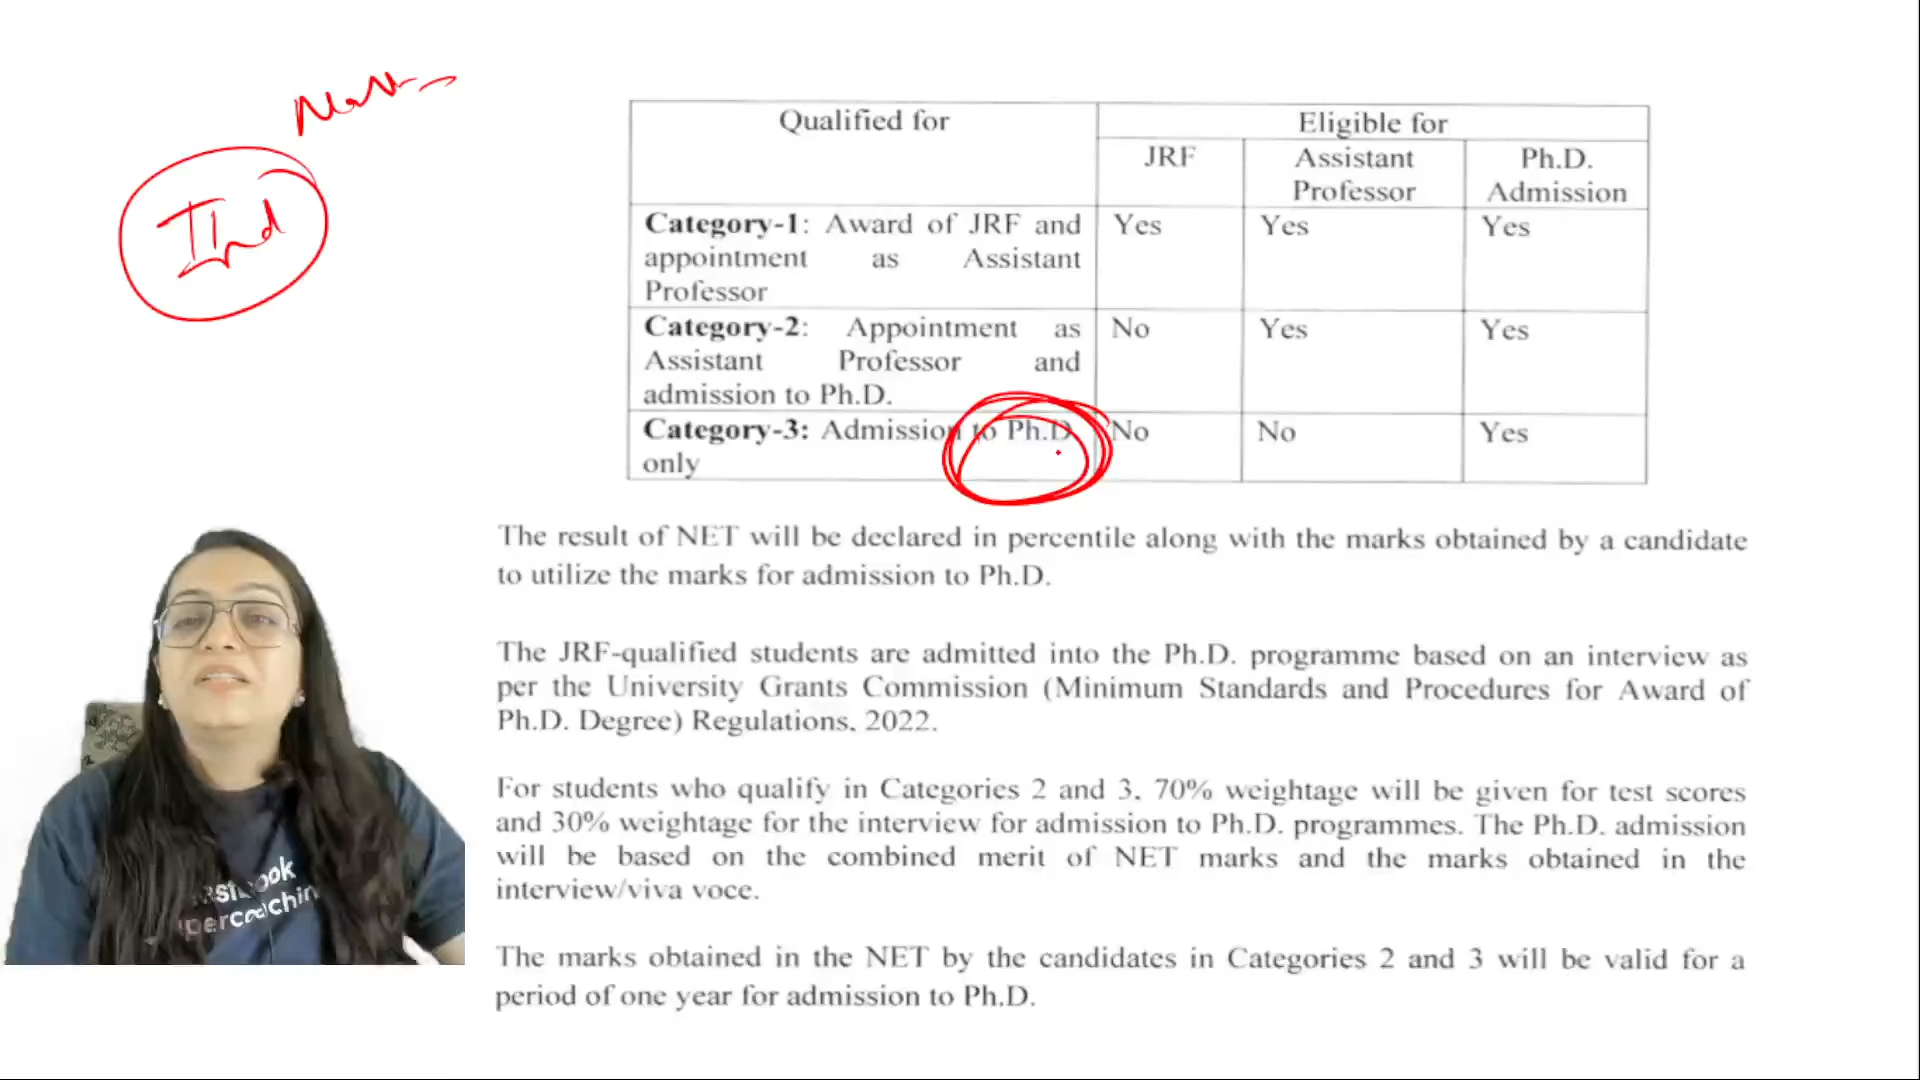 Qualified for
Eligible for
JRF
Assistant Professor
Ph.D. Admission
Category-1: Award of JRF and
appointment as Assistant
Professor
Yes
Yes
Yes
Category-2: Appointment as
Assistant Professor and
admission to Ph.D.
No
Yes
Yes
Category-3: Admission to Ph.D.
only
No
No
Yes
The result of NET will be declared in percentile along with the marks obtained by a candidate
to utilize the marks for admission to Ph.D.
The JRF-qualified students are admitted into the Ph.D. programme based on an interview as
per the University Grants Commission (Minimum Standards and Procedures for Award of
Ph.D. Degree) Regulations, 2022.
For students who qualify in Categories 2 and 3, 70% weightage will be given for test scores
and 30% weightage for the interview for admission to Ph.D. programmes. The Ph.D. admission
will be based on the combined merit of NET marks and the marks obtained in the
interview/viva voce.
The marks obtained in the NET by the candidates in Categories 2 and 3 will be valid for a
period of one year for admission to Ph.D.